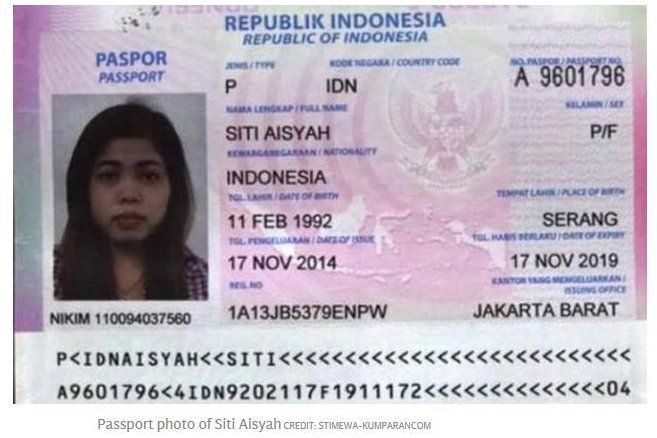 REPUBLIK INDONESIA
REPUBLIC OF INDONESIA
PASPOR
PASSPORT
JENIS / TYPE KODE NEGARA / COUNTRY CODE NO. PASPOR / PASSPORT NO.
P IDN A 9601796
NAMA LENGKAP / FULL NAME KELAMIN / SEX
SITI AISYAH P/F
KEWARGANEGARAAN / NATIONALITY
INDONESIA
TGL. LAHIR / DATE OF BIRTH TEMPAT LAHIR / PLACE OF BIRTH
11 FEB 1992 SERANG
TGL. PENGELUARAN / DATE OF ISSUE TGL. HABIS BERLAKU / DATE OF EXPIRY
17 NOV 2014 17 NOV 2019
REG. NO KANTOR YANG MENGELUARKAN /
ISSUING OFFICE
1A13JB5379ENPW JAKARTA BARAT
NIKIM 110094037560
P<IDNAISYAH<<SITI<<<<<<<<<<<<<<<<<<<<<<<<<<<
A9601796<4IDN9202117F1911172<<<<<<<<<<<<<<04
Passport photo of Siti Aisyah CREDIT: STIMEWA-KUMPARANCOM